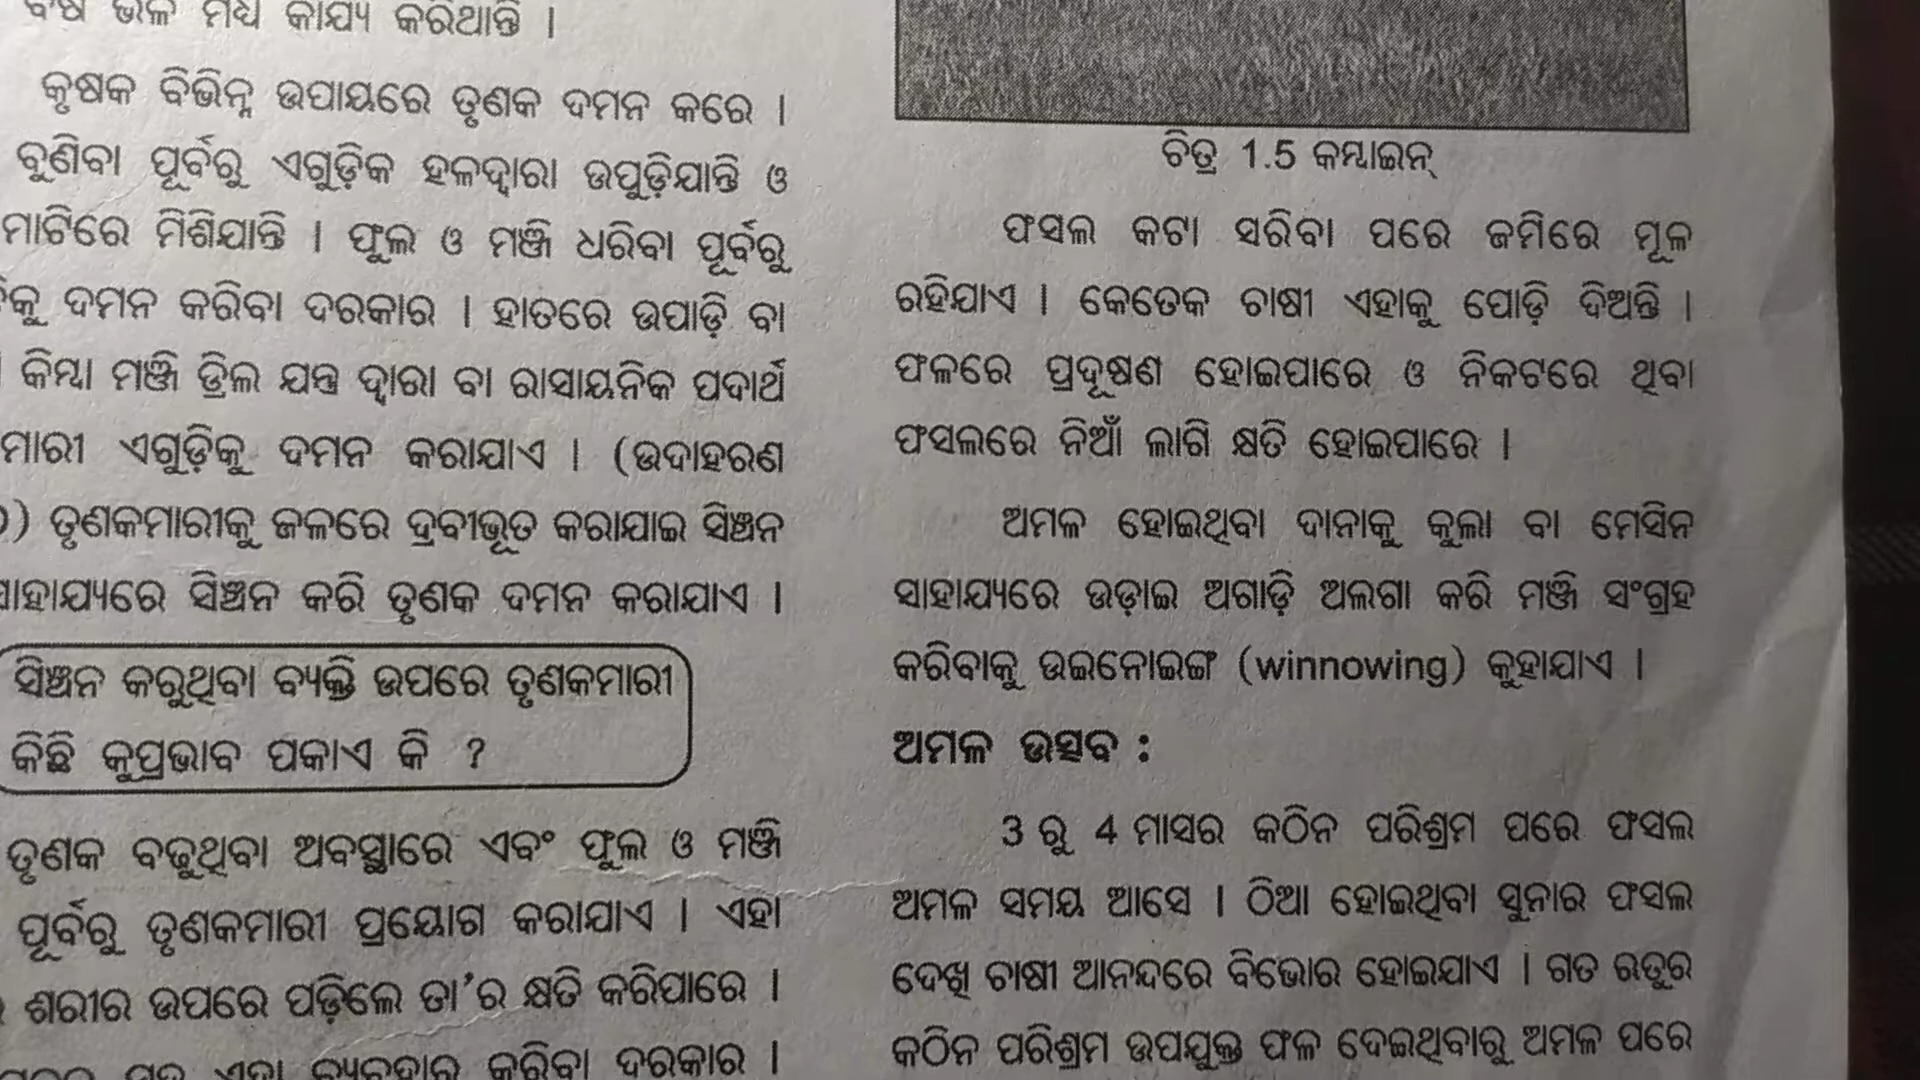 ମଧ୍ୟ କାର୍ଯ୍ୟ କରିଥାନ୍ତି ।
କୃଷକ ବିଭିନ୍ନ ଉପାୟରେ ତୃଣକ ଦମନ କରେ ।
ବୁଣିବା ପୂର୍ବରୁ ଏଗୁଡ଼ିକ ହଳଦ୍ୱାରା ଉପୁଡ଼ିଯାନ୍ତି ଓ
ମାଟିରେ ମିଶିଯାନ୍ତି । ଫୁଲ ଓ ମଞ୍ଜି ଧରିବା ପୂର୍ବରୁ
ଦମନ କରିବା ଦରକାର । ହାତରେ ଉପାଡ଼ି ବା
କିମ୍ବା ମଞ୍ଜି ଡ୍ରିଲ ଯନ୍ତ୍ର ଦ୍ୱାରା ବା ରାସାୟନିକ ପଦାର୍ଥ
ମାରୀ ଏଗୁଡ଼ିକୁ ଦମନ କରାଯାଏ । (ଉଦାହରଣ
) ତୃଣକମାରୀକୁ ଜଳରେ ଦ୍ରବୀଭୂତ କରାଯାଇ ସିଞ୍ଚନ
ସାହାଯ୍ୟରେ ସିଞ୍ଚନ କରି ତୃଣକ ଦମନ କରାଯାଏ ।
ସିଞ୍ଚନ କରୁଥିବା ବ୍ୟକ୍ତି ଉପରେ ତୃଣକମାରୀ
କିଛି କୁପ୍ରଭାବ ପକାଏ କି ?
ତୃଣକ ବଢୁଥିବା ଅବସ୍ଥାରେ ଏବଂ ଫୁଲ ଓ ମଞ୍ଜି
ପୂର୍ବରୁ ତୃଣକମାରୀ ପ୍ରୟୋଗ କରାଯାଏ । ଏହା
ଶରୀର ଉପରେ ପଡ଼ିଲେ ତା'ର କ୍ଷତି କରିପାରେ ।
ଏହା ବ୍ୟବହାର କରିବା ଦରକାର ।
ଚିତ୍ର 1.5 କମ୍ବାଇନ୍
ଫସଲ କଟା ସରିବା ପରେ ଜମିରେ ମୂଳ
ରହିଯାଏ । କେତେକ ଚାଷୀ ଏହାକୁ ପୋଡ଼ି ଦିଅନ୍ତି ।
ଫଳରେ ପ୍ରଦୂଷଣ ହୋଇପାରେ ଓ ନିକଟରେ ଥିବା
ଫସଲରେ ନିଆଁ ଲାଗି କ୍ଷତି ହୋଇପାରେ ।
ଅମଳ ହୋଇଥିବା ଦାନାକୁ କୁଲା ବା ମେସିନ
ସାହାଯ୍ୟରେ ଉଡ଼ାଇ ଅଗାଡ଼ି ଅଲଗା କରି ମଞ୍ଜି ସଂଗ୍ରହ
କରିବାକୁ ଉଇନୋଇଙ୍ଗ (winnowing) କୁହାଯାଏ ।
ଅମଳ ଉତ୍ସବ :
3 ରୁ 4 ମାସର କଠିନ ପରିଶ୍ରମ ପରେ ଫସଲ
ଅମଳ ସମୟ ଆସେ । ଠିଆ ହୋଇଥିବା ସୁନାର ଫସଲ
ଦେଖି ଚାଷୀ ଆନନ୍ଦରେ ବିଭୋର ହୋଇଯାଏ । ଗତ ଋତୁର
କଠିନ ପରିଶ୍ରମ ଉପଯୁକ୍ତ ଫଳ ଦେଇଥିବାରୁ ଅମଳ ପରେ